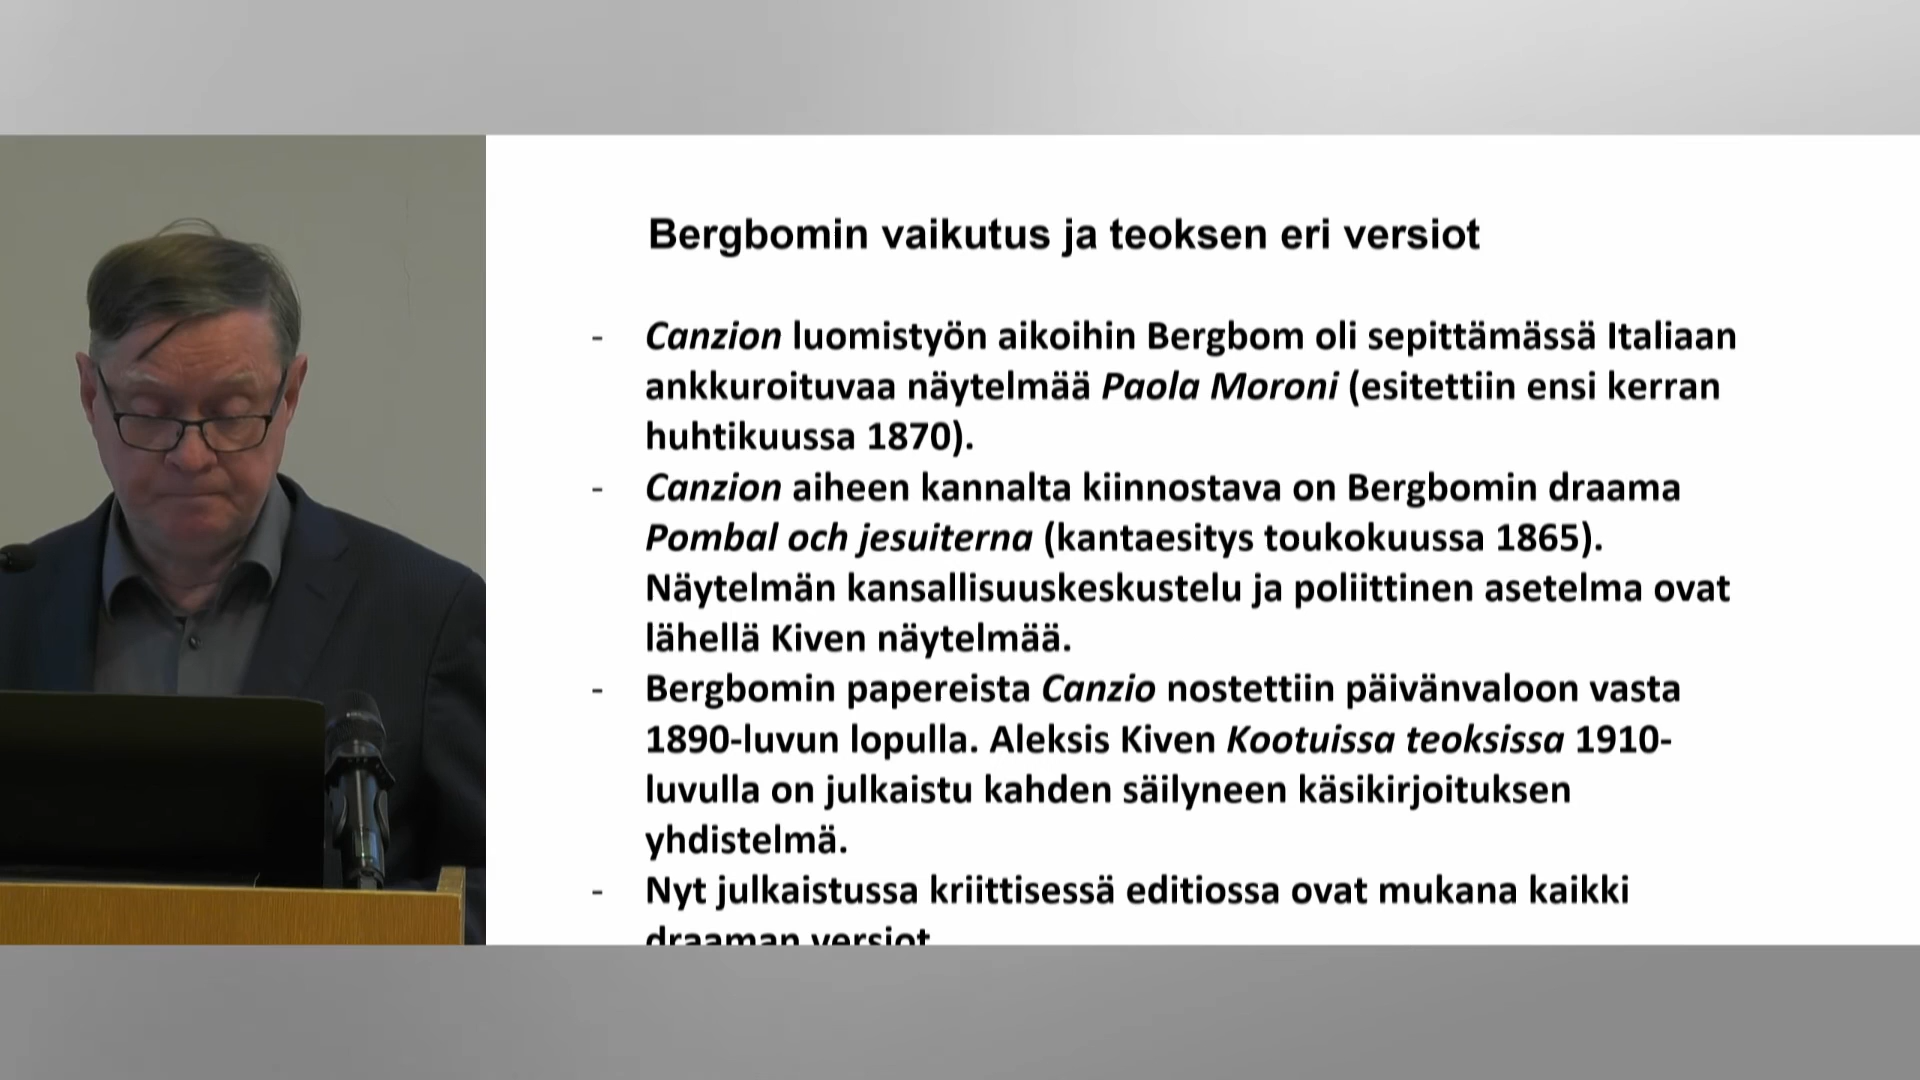 Bergbomin vaikutus ja teoksen eri versiot
- Canzion luomistyön aikoihin Bergbom oli sepittämässä Italiaan
ankkuroituvaa näytelmää Paola Moroni (esitettiin ensi kerran
huhtikuussa 1870).
- Canzion aiheen kannalta kiinnostava on Bergbomin draama
Pombal och jesuiterna (kantaesitys toukokuussa 1865).
Näytelmän kansallisuuskeskustelu ja poliittinen asetelma ovat
lähellä Kiven näytelmää.
- Bergbomin papereista Canzio nostettiin päivänvaloon vasta
1890-luvun lopulla. Aleksis Kiven Kootuissa teoksissa 1910-
luvulla on julkaistu kahden säilyneen käsikirjoituksen
yhdistelmä.
- Nyt julkaistussa kriittisessä editiossa ovat mukana kaikki
draaman versiot